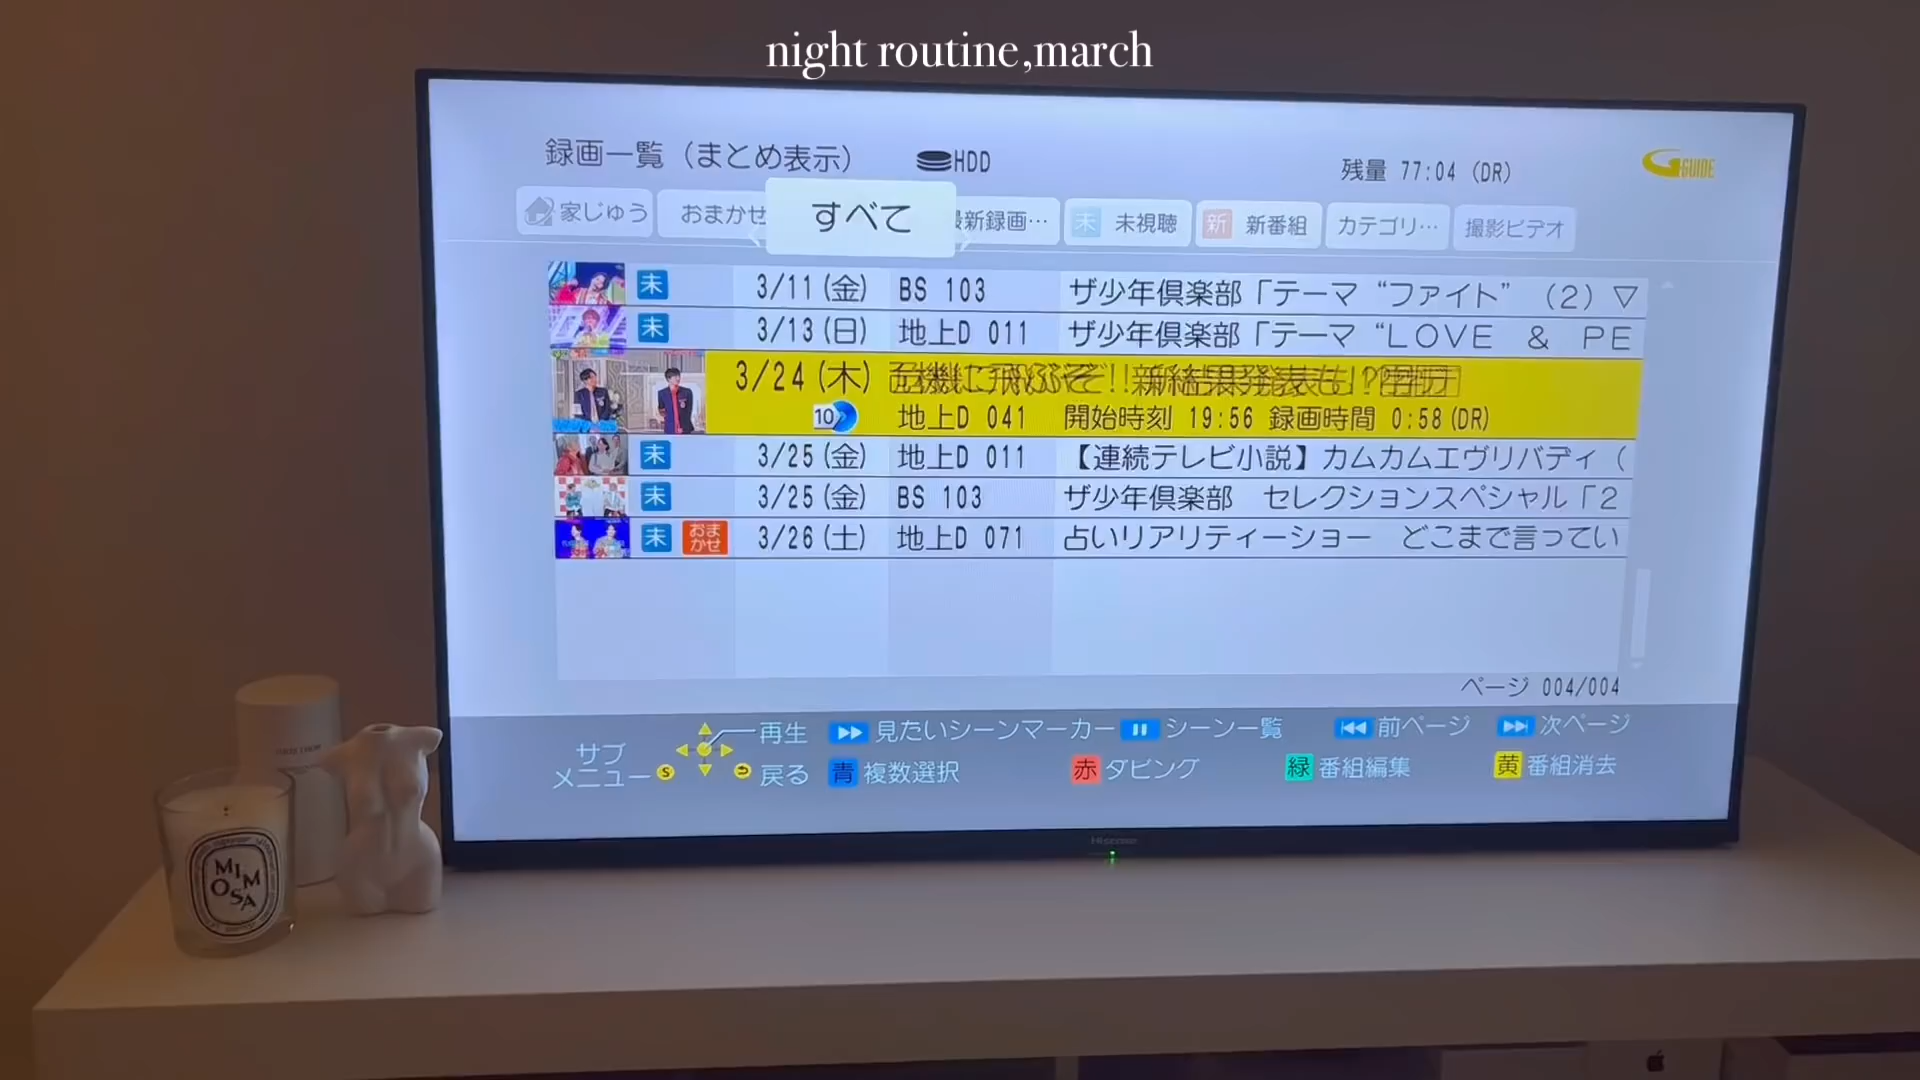 night routine,march
録画一覧(まとめ表示) HDD 残量 77:04 (DR) GUIDE
家じゅう おまかせ すべて 最新録画… 未 未視聴 新 新番組 カテゴリ… 撮影ビデオ
未 3/11(金) BS 103 ザ少年倶楽部「テーマ“ファイト” (2)▽
未 3/13(日) 地上D 011 ザ少年倶楽部「テーマ“LOVE & PE
3/24(木) 新結果発表も!?
10 地上D 041 開始時刻 19:56 録画時間 0:58(DR)
未 3/25(金) 地上D 011 【連続テレビ小説】カムカムエヴリバディ(
未 3/25(金) BS 103 ザ少年倶楽部 セレクションスペシャル「2
未 おまかせ 3/26(土) 地上D 071 占いリアリティーショー どこまで言ってい
ページ 004/004
サブメニュー S 再生 見たいシーンマーカー シーン一覧 前ページ 次ページ
戻る 青 複数選択 赤 ダビング 緑 番組編集 黄 番組消去
Hisense
MIMOSA